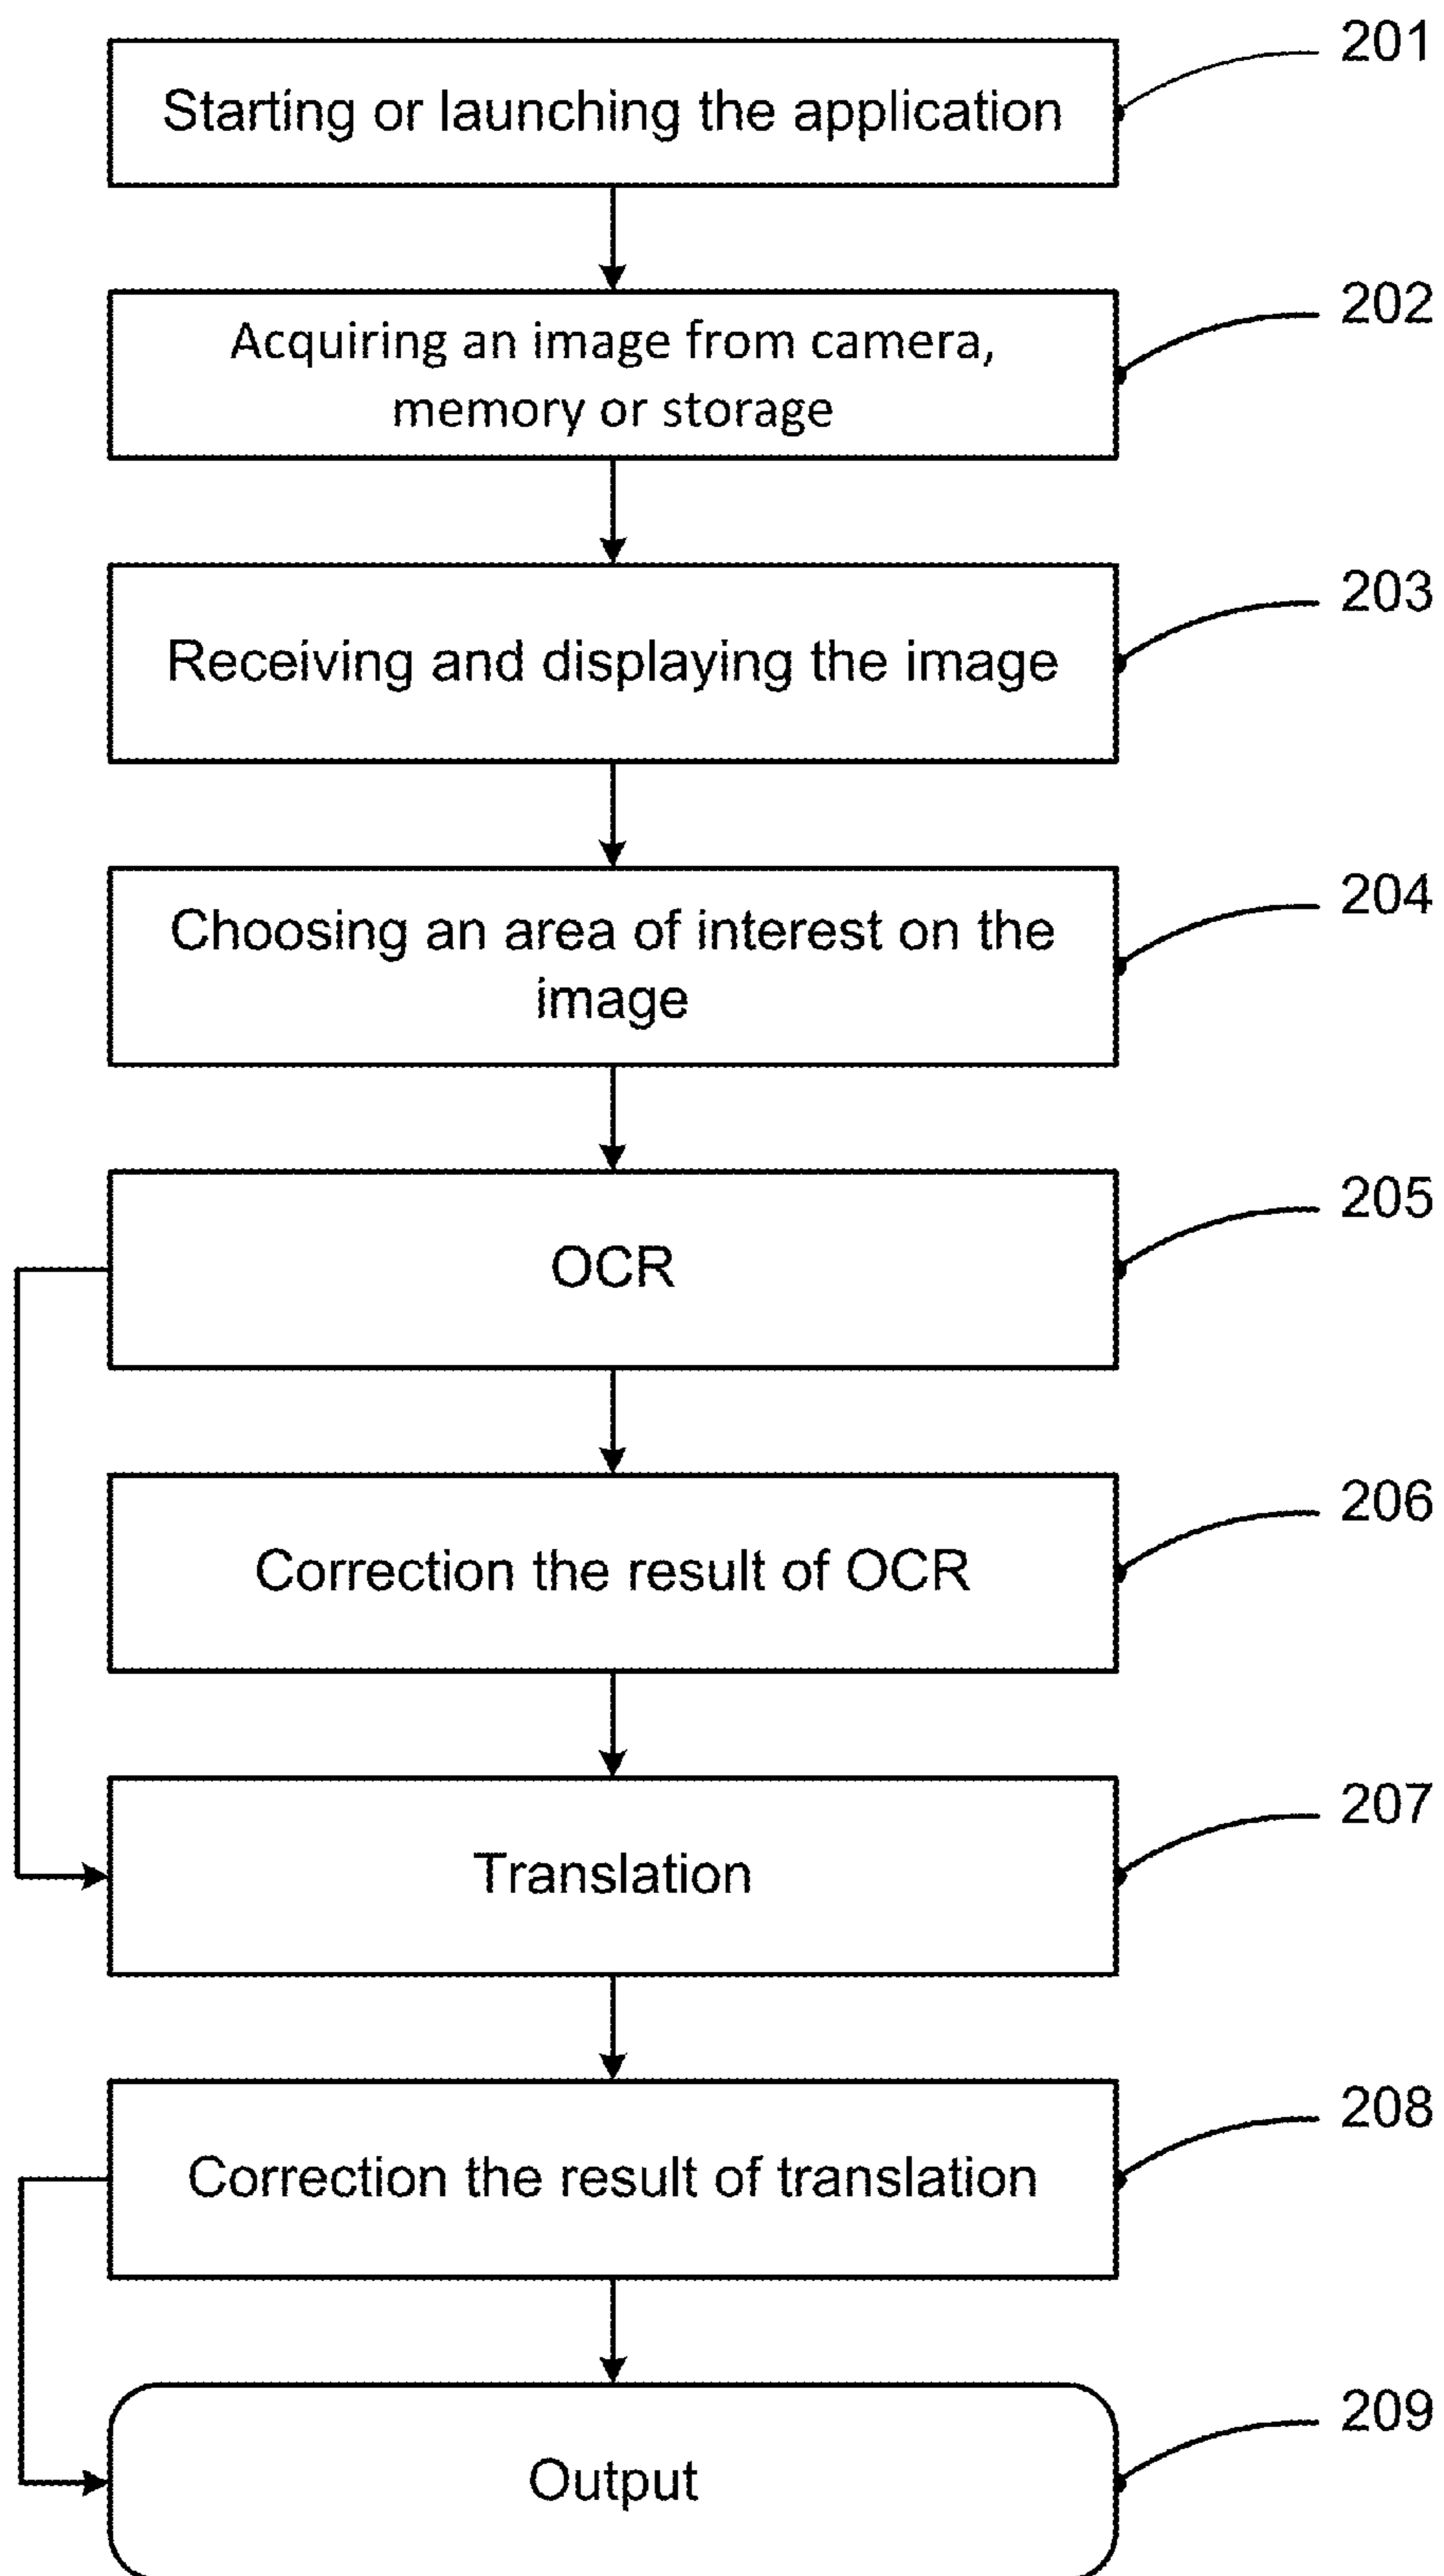 201
Starting or launching the application
202
Acquiring an image from camera,
memory or storage
203
Receiving and displaying the image
204
Choosing an area of interest on the
image
205
OCR
206
Correction the result of OCR
207
Translation
208
Correction the result of translation
209
Output